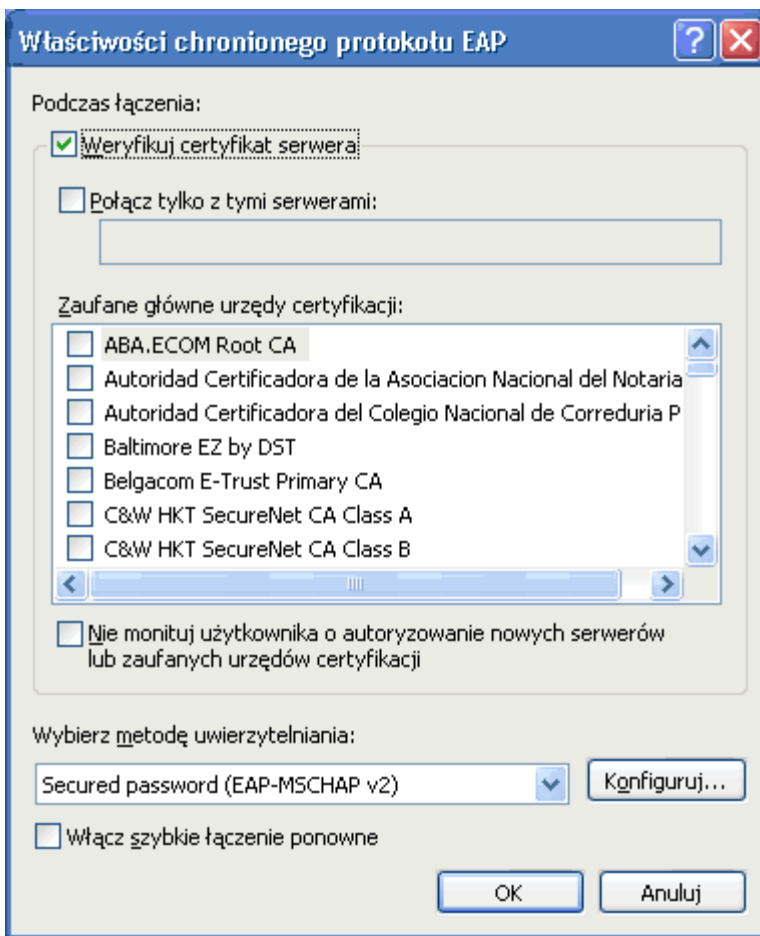 Właściwości chronionego protokołu EAP
Podczas łączenia:
Weryfikuj certyfikat serwera
Połącz tylko z tymi serwerami:
Zaufane główne urzędy certyfikacji:
ABA.ECOM Root CA
Autoridad Certificadora de la Asociacion Nacional del Notaria
Autoridad Certificadora del Colegio Nacional de Correduria P
Baltimore EZ by DST
Belgacom E-Trust Primary CA
C&W HKT SecureNet CA Class A
C&W HKT SecureNet CA Class B
Nie monituj użytkownika o autoryzowanie nowych serwerów
lub zaufanych urzędów certyfikacji
Wybierz metodę uwierzytelniania:
Secured password (EAP-MSCHAP v2)
Konfiguruj...
Włącz szybkie łączenie ponowne
OK
Anuluj